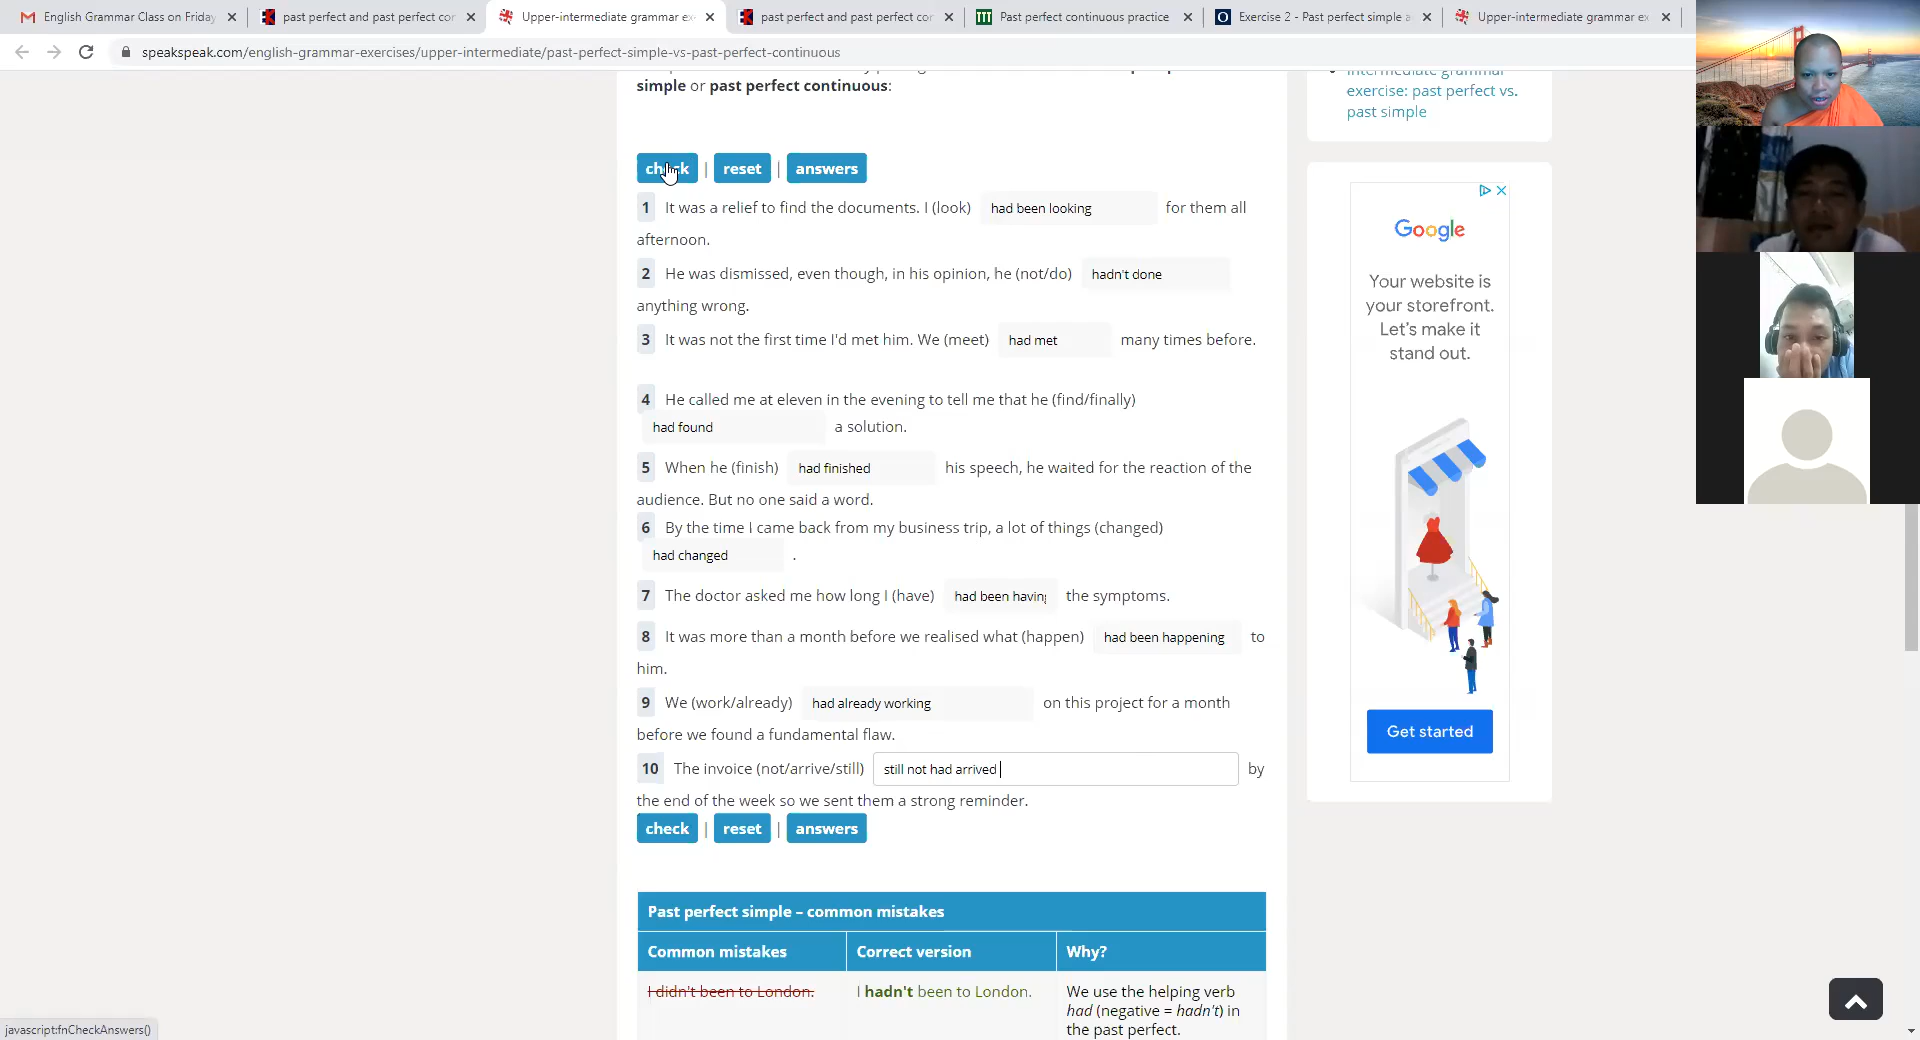 English Grammar Class on Friday
past perfect and past perfect cor
Upper-intermediate grammar ex
past perfect and past perfect cor
Past perfect continuous practice
Exercise 2 - Past perfect simple a
Upper-intermediate grammar ex
speakspeak.com/english-grammar-exercises/upper-intermediate/past-perfect-simple-vs-past-perfect-continuous
simple or past perfect continuous:
intermediate grammar
exercise: past perfect vs.
past simple
check | reset | answers
1 It was a relief to find the documents. I (look) had been looking for them all
afternoon.
2 He was dismissed, even though, in his opinion, he (not/do) hadn't done
anything wrong.
3 It was not the first time I'd met him. We (meet) had met many times before.
4 He called me at eleven in the evening to tell me that he (find/finally)
had found a solution.
5 When he (finish) had finished his speech, he waited for the reaction of the
audience. But no one said a word.
6 By the time I came back from my business trip, a lot of things (changed)
had changed .
7 The doctor asked me how long I (have) had been having the symptoms.
8 It was more than a month before we realised what (happen) had been happening to
him.
9 We (work/already) had already working on this project for a month
before we found a fundamental flaw.
10 The invoice (not/arrive/still) still not had arrived by
the end of the week so we sent them a strong reminder.
check | reset | answers
Past perfect simple – common mistakes
Common mistakes Correct version Why?
I didn't been to London. I hadn't been to London. We use the helping verb
had (negative = hadn't) in
the past perfect.
Google
Your website is
your storefront.
Let's make it
stand out.
Get started
javascript:fnCheckAnswers()